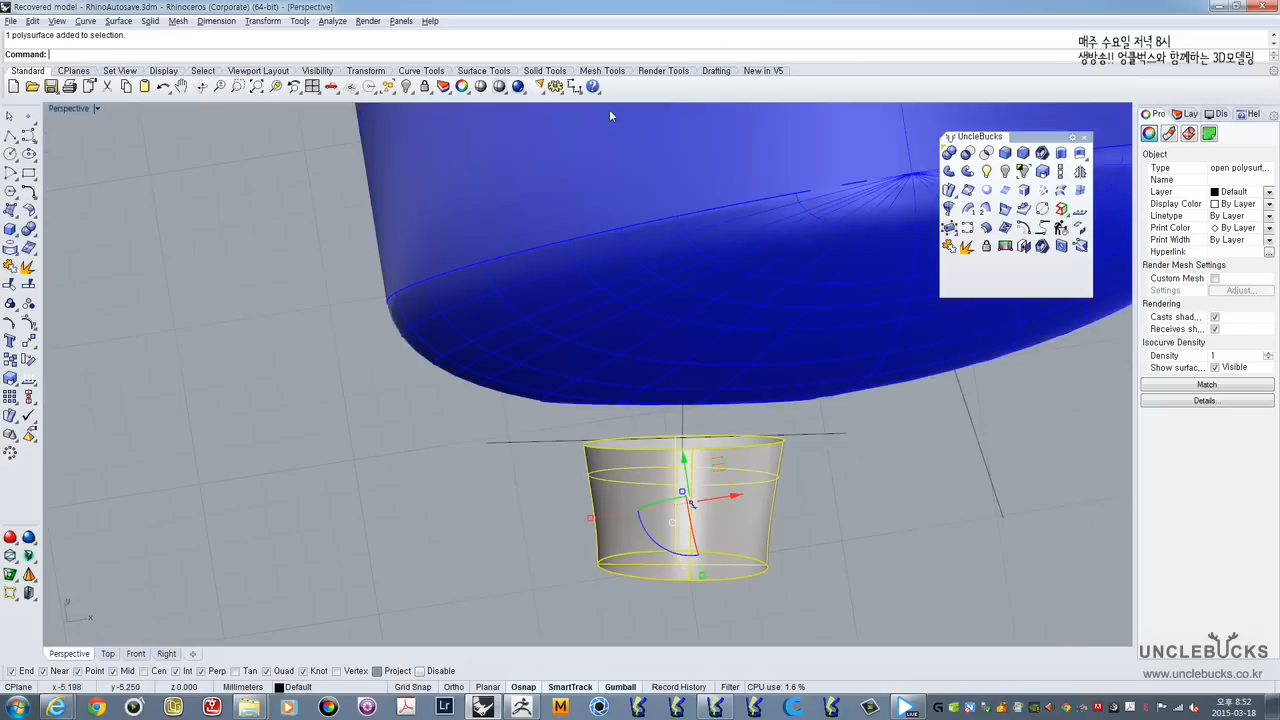 Recovered model - RhinoAutosave.3dm - Rhinoceros (Corporate) (64-bit) - [Perspective]
File Edit View Curve Surface Solid Mesh Dimension Transform Tools Analyze Render Panels Help
1 polysurface added to selection.
매주 수요일 저녁 8시
Command:
생방송! 엉클벅스와 함께하는 3D모델링
Standard CPlanes Set View Display Select Viewport Layout Visibility Transform Curve Tools Surface Tools Solid Tools Mesh Tools Render Tools Drafting New in V5
Perspective
Pro Lay Dis Hel
UncleBucks
Object
Type open polysurf...
Name
Layer Default
Display Color By Layer
Linetype By Layer
Print Color By Layer
Print Width By Layer
Hyperlink
Render Mesh Settings
Custom Mesh
Settings Adjust...
Rendering
Casts shad...
Receives sh...
Isocurve Density
Density 1
Show surfac... Visible
Match
Details...
y
x
Perspective Top Front Right
UNCLEBUCKS
www.unclebucks.com
End Near Point Mid Cen Int Perp Tan Quad Knot Vertex Project Disable
CPlane x -5.198 y -5.250 z 0.000 Millimeters Default Grid Snap Ortho Planar Osnap SmartTrack Gumball Record History Filter CPU use: 1.6 %
LIVE
오후 8:52
2015-03-18